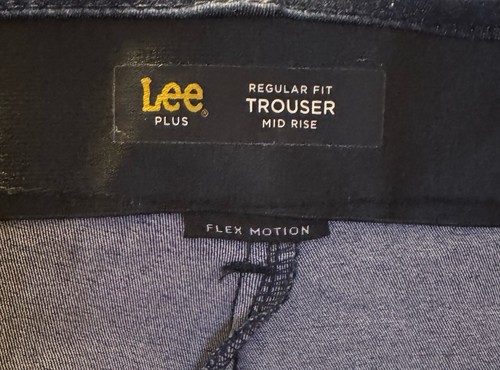 Lee®
PLUS
REGULAR FIT
TROUSER
MID RISE
FLEX MOTION